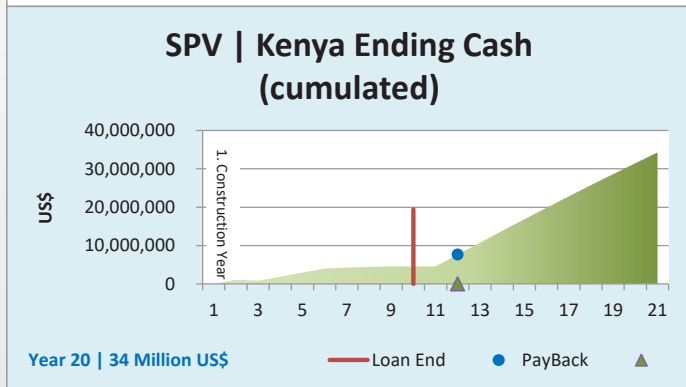 SPV | Kenya Ending Cash
(cumulated)
40,000,000
30,000,000
20,000,000
10,000,000
0
US$
1. Construction Year
1 3 5 7 9 11 13 15 17 19 21
Year 20 | 34 Million US$ Loan End PayBack